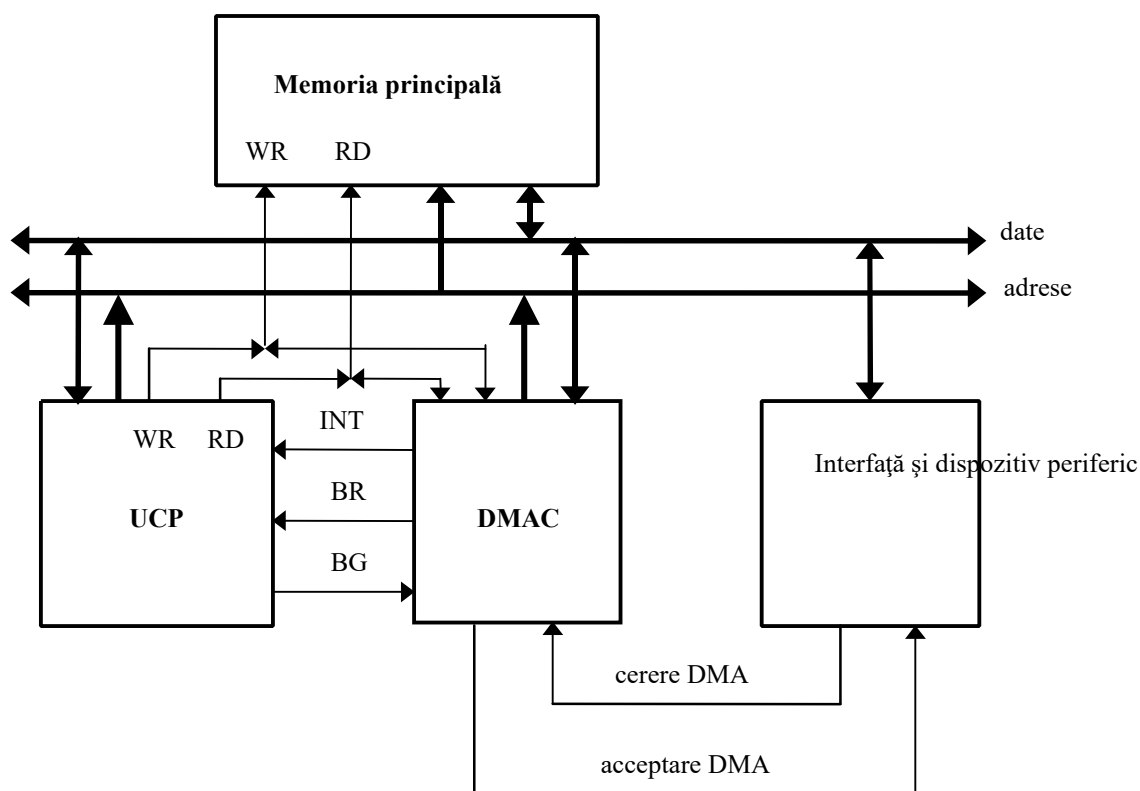 Memoria principală
WR RD
date
adrese
INT
WR RD
Interfaţă şi dispozitiv periferic
BR
UCP DMAC
BG
cerere DMA
acceptare DMA